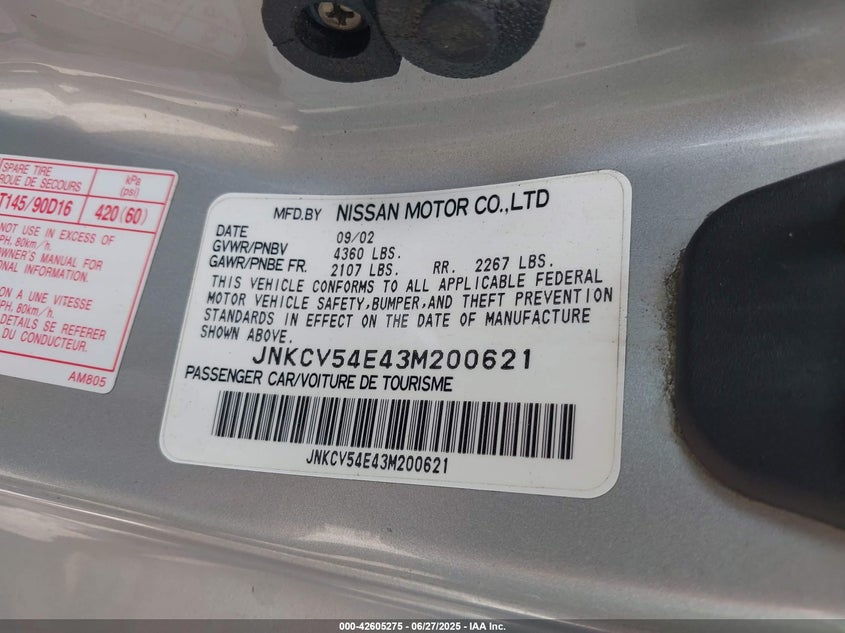 SPARE TIRE
ROUE DE SECOURS
kPa
(psi)
T145/90D16
420(60)
NOT USE IN EXCESS OF
PH, 80km/h.
OWNER'S MANUAL FOR
ONAL INFORMATION.
ON A UNE VITESSE
PH, 80km/h.
DETAILS SE REFERER
DU CONDUCTEUR.
AM805
MFD.BY NISSAN MOTOR CO.,LTD
DATE 09/02
GVWR/PNBV 4360 LBS.
GAWR/PNBE FR. 2107 LBS. RR. 2267 LBS.
THIS VEHICLE CONFORMS TO ALL APPLICABLE FEDERAL
MOTOR VEHICLE SAFETY,BUMPER,AND THEFT PREVENTION
STANDARDS IN EFFECT ON THE DATE OF MANUFACTURE
SHOWN ABOVE.
JNKCV54E43M200621
PASSENGER CAR/VOITURE DE TOURISME
JNKCV54E43M200621
000-42605275 - 06/27/2025 - IAA Inc.